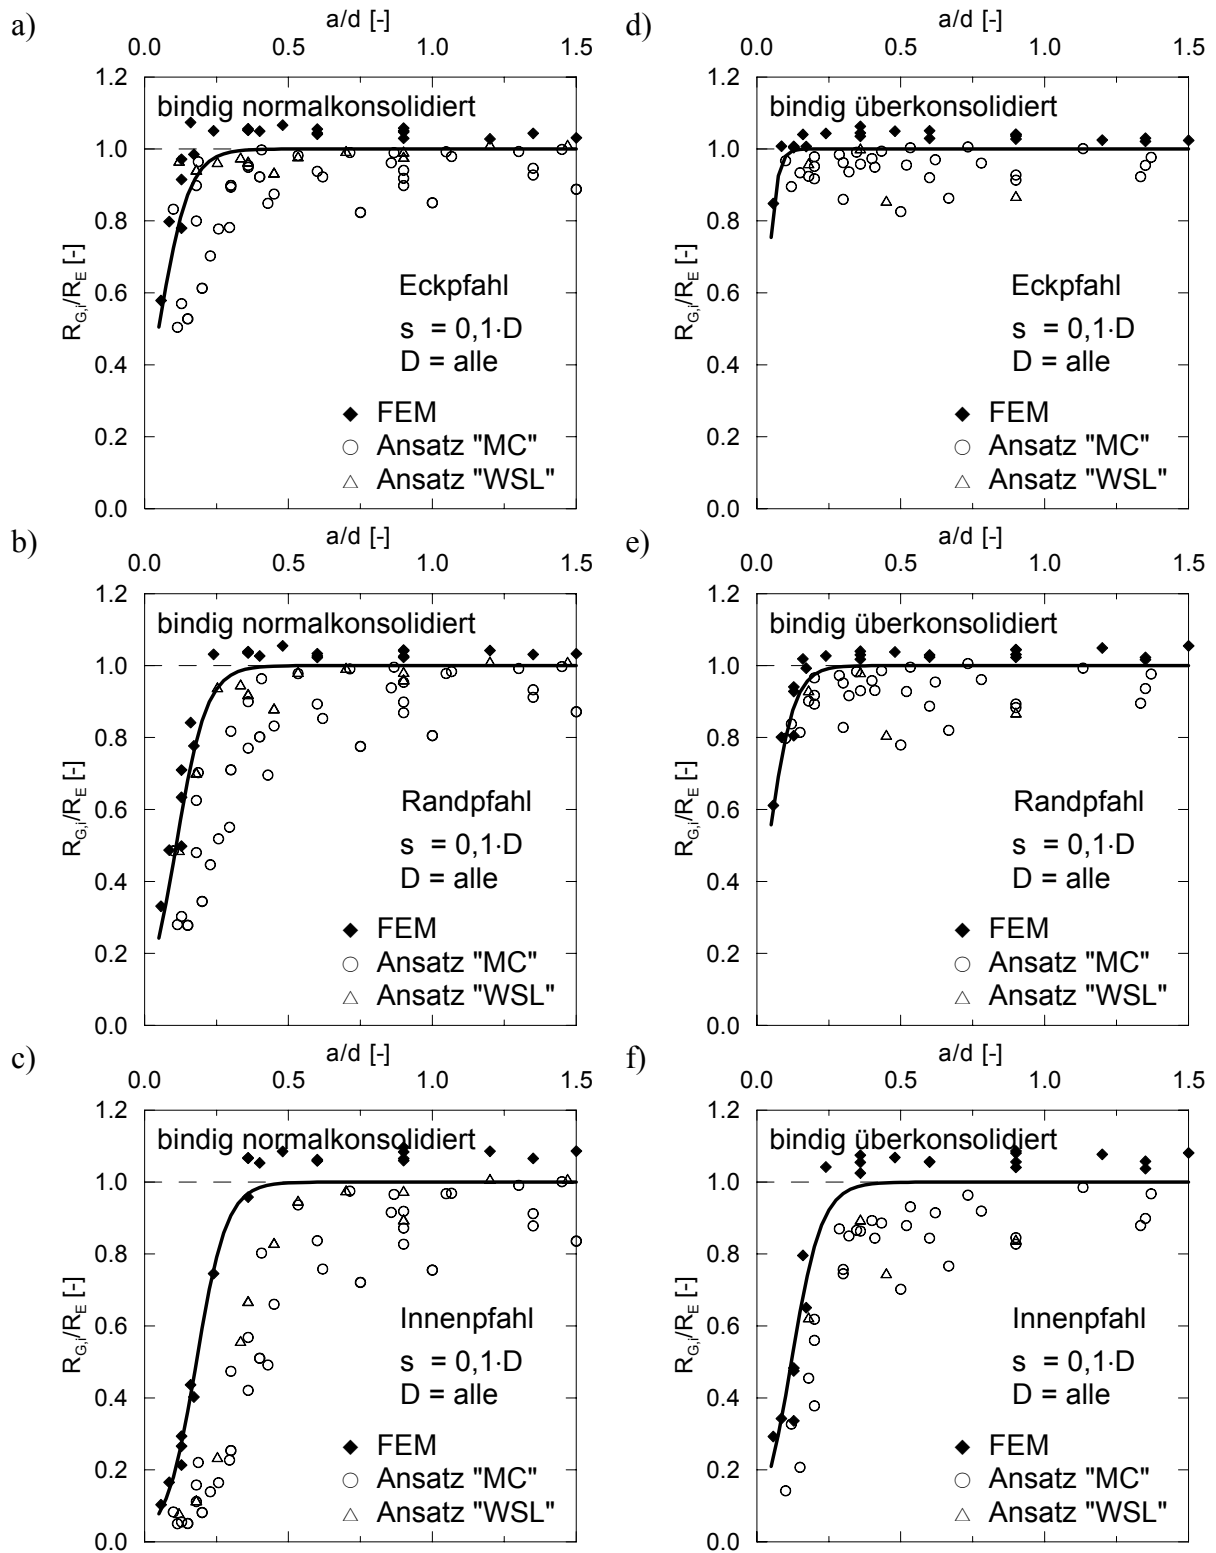 a)
a/d [-]
0.0 0.5 1.0 1.5
1.2
1.0
0.8
0.6
0.4
0.2
0.0
R_G,i/R_E [-]
bindig normalkonsolidiert
Eckpfahl
s = 0,1·D
D = alle
FEM
Ansatz "MC"
Ansatz "WSL"
d)
a/d [-]
0.0 0.5 1.0 1.5
1.2
1.0
0.8
0.6
0.4
0.2
0.0
R_G,i/R_E [-]
bindig überkonsolidiert
Eckpfahl
s = 0,1·D
D = alle
FEM
Ansatz "MC"
Ansatz "WSL"
b)
a/d [-]
0.0 0.5 1.0 1.5
1.2
1.0
0.8
0.6
0.4
0.2
0.0
R_G,i/R_E [-]
bindig normalkonsolidiert
Randpfahl
s = 0,1·D
D = alle
FEM
Ansatz "MC"
Ansatz "WSL"
e)
a/d [-]
0.0 0.5 1.0 1.5
1.2
1.0
0.8
0.6
0.4
0.2
0.0
R_G,i/R_E [-]
bindig überkonsolidiert
Randpfahl
s = 0,1·D
D = alle
FEM
Ansatz "MC"
Ansatz "WSL"
c)
a/d [-]
0.0 0.5 1.0 1.5
1.2
1.0
0.8
0.6
0.4
0.2
0.0
R_G,i/R_E [-]
bindig normalkonsolidiert
Innenpfahl
s = 0,1·D
D = alle
FEM
Ansatz "MC"
Ansatz "WSL"
f)
a/d [-]
0.0 0.5 1.0 1.5
1.2
1.0
0.8
0.6
0.4
0.2
0.0
R_G,i/R_E [-]
bindig überkonsolidiert
Innenpfahl
s = 0,1·D
D = alle
FEM
Ansatz "MC"
Ansatz "WSL"